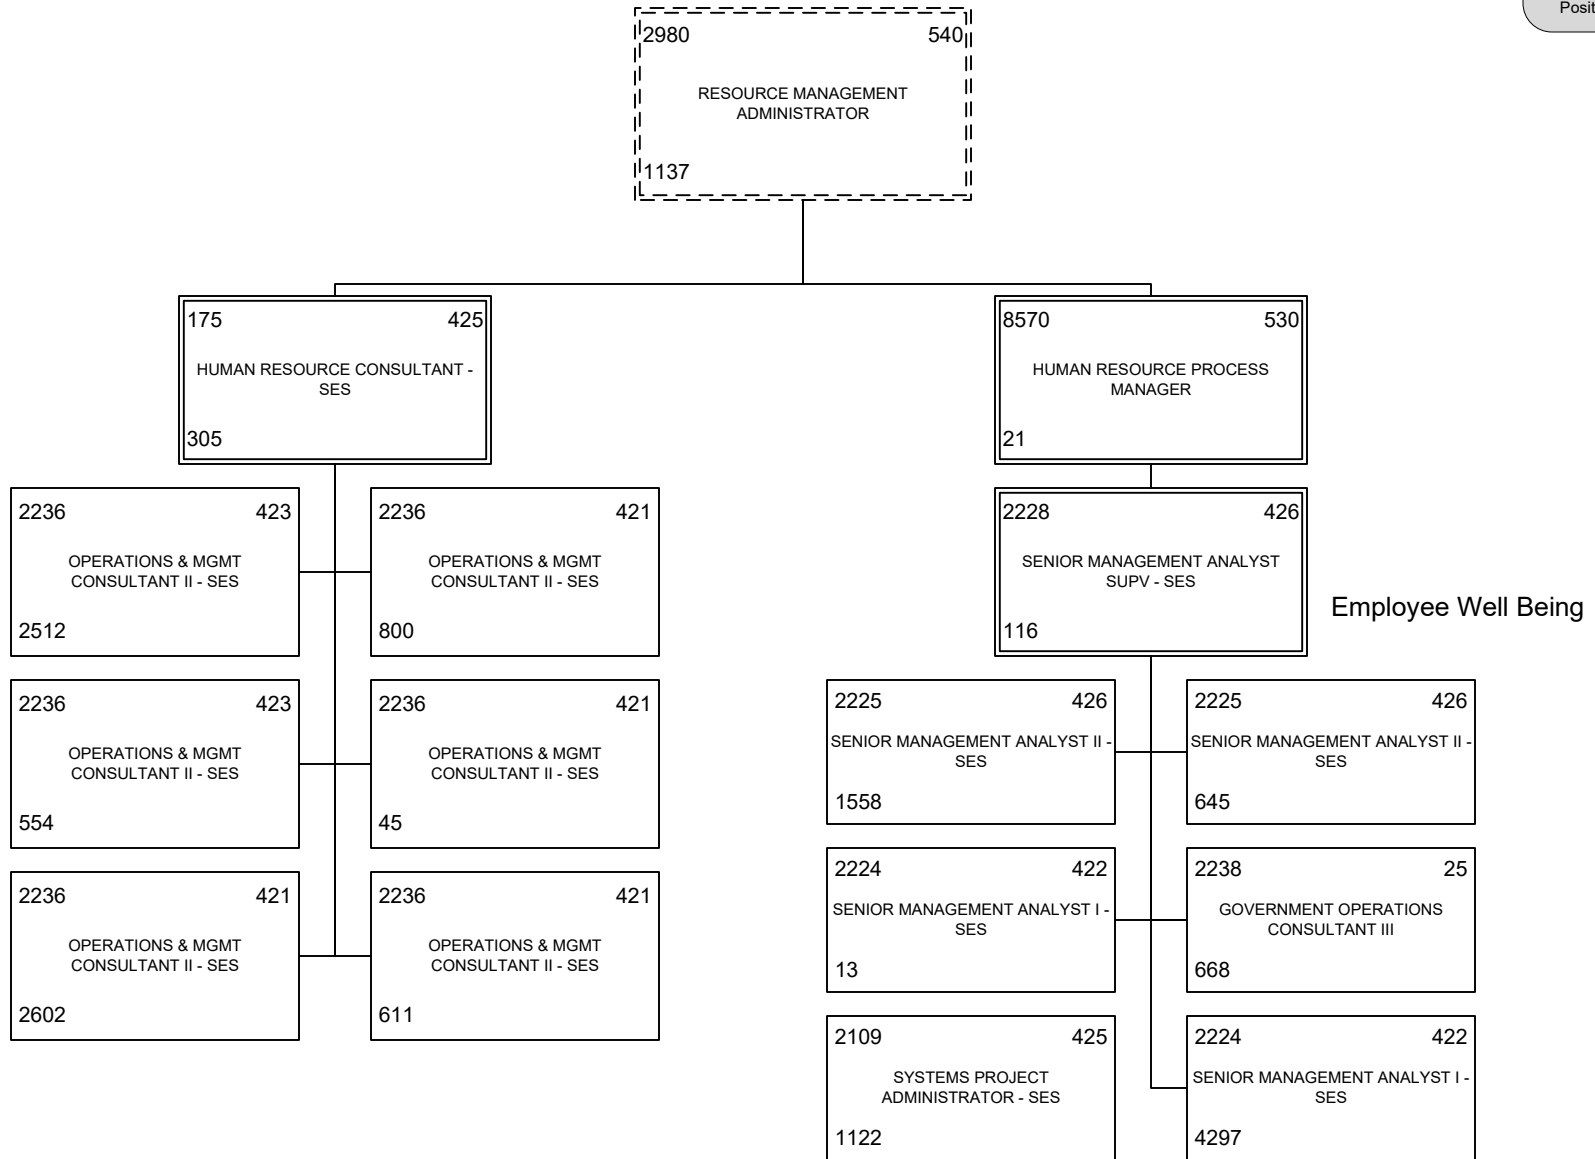 Posit
2980 540
RESOURCE MANAGEMENT
ADMINISTRATOR
1137
175 425
HUMAN RESOURCE CONSULTANT -
SES
305
8570 530
HUMAN RESOURCE PROCESS
MANAGER
21
2236 423
OPERATIONS & MGMT
CONSULTANT II - SES
2512
2236 421
OPERATIONS & MGMT
CONSULTANT II - SES
800
2228 426
SENIOR MANAGEMENT ANALYST
SUPV - SES
116
Employee Well Being
2236 423
OPERATIONS & MGMT
CONSULTANT II - SES
554
2236 421
OPERATIONS & MGMT
CONSULTANT II - SES
45
2225 426
SENIOR MANAGEMENT ANALYST II -
SES
1558
2225 426
SENIOR MANAGEMENT ANALYST II -
SES
645
2236 421
OPERATIONS & MGMT
CONSULTANT II - SES
2602
2236 421
OPERATIONS & MGMT
CONSULTANT II - SES
611
2224 422
SENIOR MANAGEMENT ANALYST I -
SES
13
2238 25
GOVERNMENT OPERATIONS
CONSULTANT III
668
2109 425
SYSTEMS PROJECT
ADMINISTRATOR - SES
1122
2224 422
SENIOR MANAGEMENT ANALYST I -
SES
4297